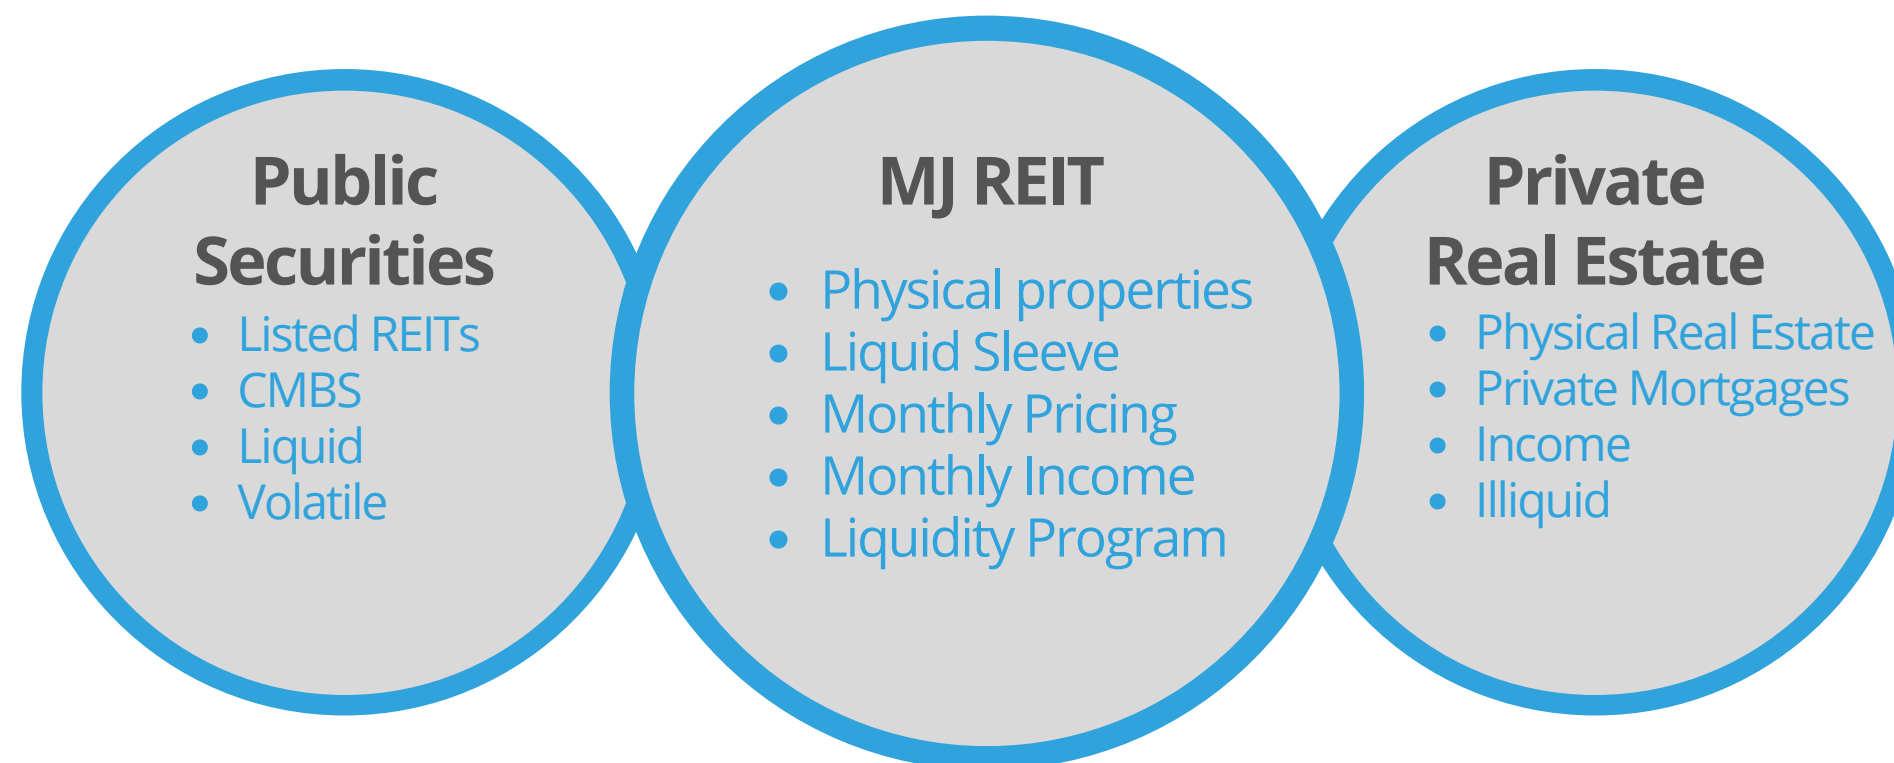 Public
Securities
• Listed REITs
• CMBS
• Liquid
• Volatile
MJ REIT
• Physical properties
• Liquid Sleeve
• Monthly Pricing
• Monthly Income
• Liquidity Program
Private
Real Estate
• Physical Real Estate
• Private Mortgages
• Income
• Illiquid